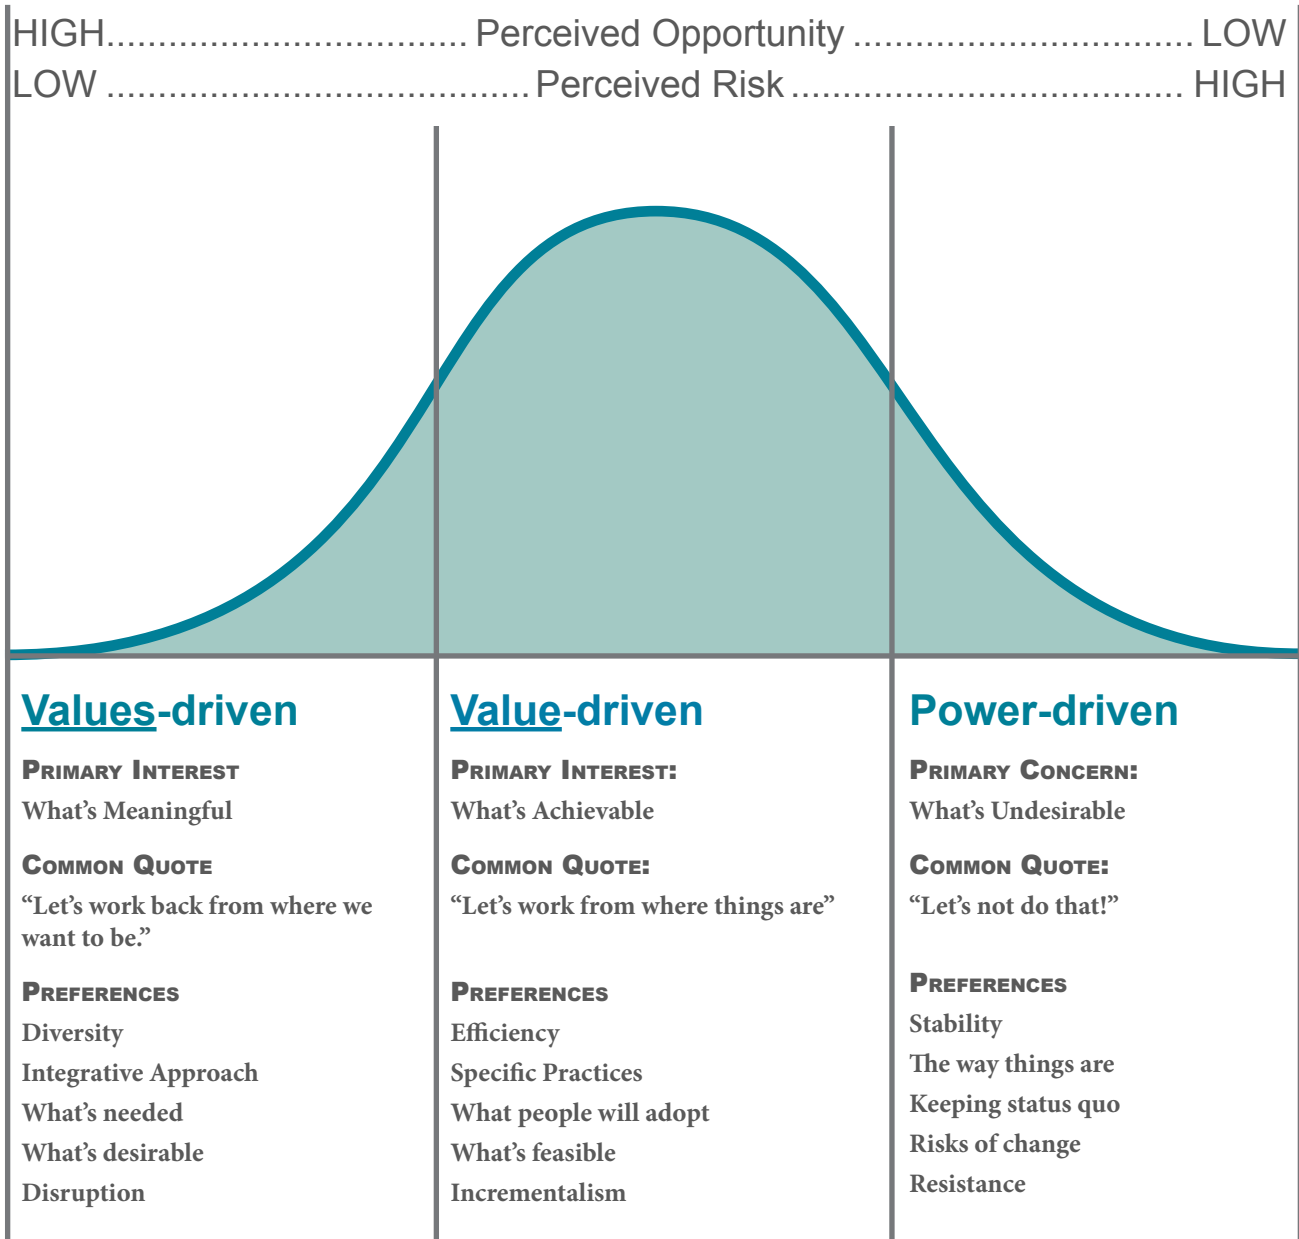 HIGH................................... Perceived Opportunity ................................. LOW
LOW ......................................... Perceived Risk ...................................... HIGH
Values-driven
PRIMARY INTEREST
What’s Meaningful
COMMON QUOTE
“Let’s work back from where we
want to be.”
PREFERENCES
Diversity
Integrative Approach
What’s needed
What’s desirable
Disruption
Value-driven
PRIMARY INTEREST:
What’s Achievable
COMMON QUOTE:
“Let’s work from where things are”
PREFERENCES
Efficiency
Specific Practices
What people will adopt
What’s feasible
Incrementalism
Power-driven
PRIMARY CONCERN:
What’s Undesirable
COMMON QUOTE:
“Let’s not do that!”
PREFERENCES
Stability
The way things are
Keeping status quo
Risks of change
Resistance